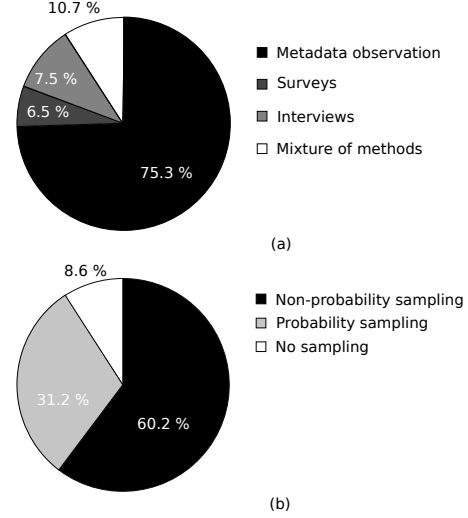 10.7 %
7.5 %
6.5 %
75.3 %
Metadata observation
Surveys
Interviews
Mixture of methods
(a)
8.6 %
31.2 %
60.2 %
Non-probability sampling
Probability sampling
No sampling
(b)